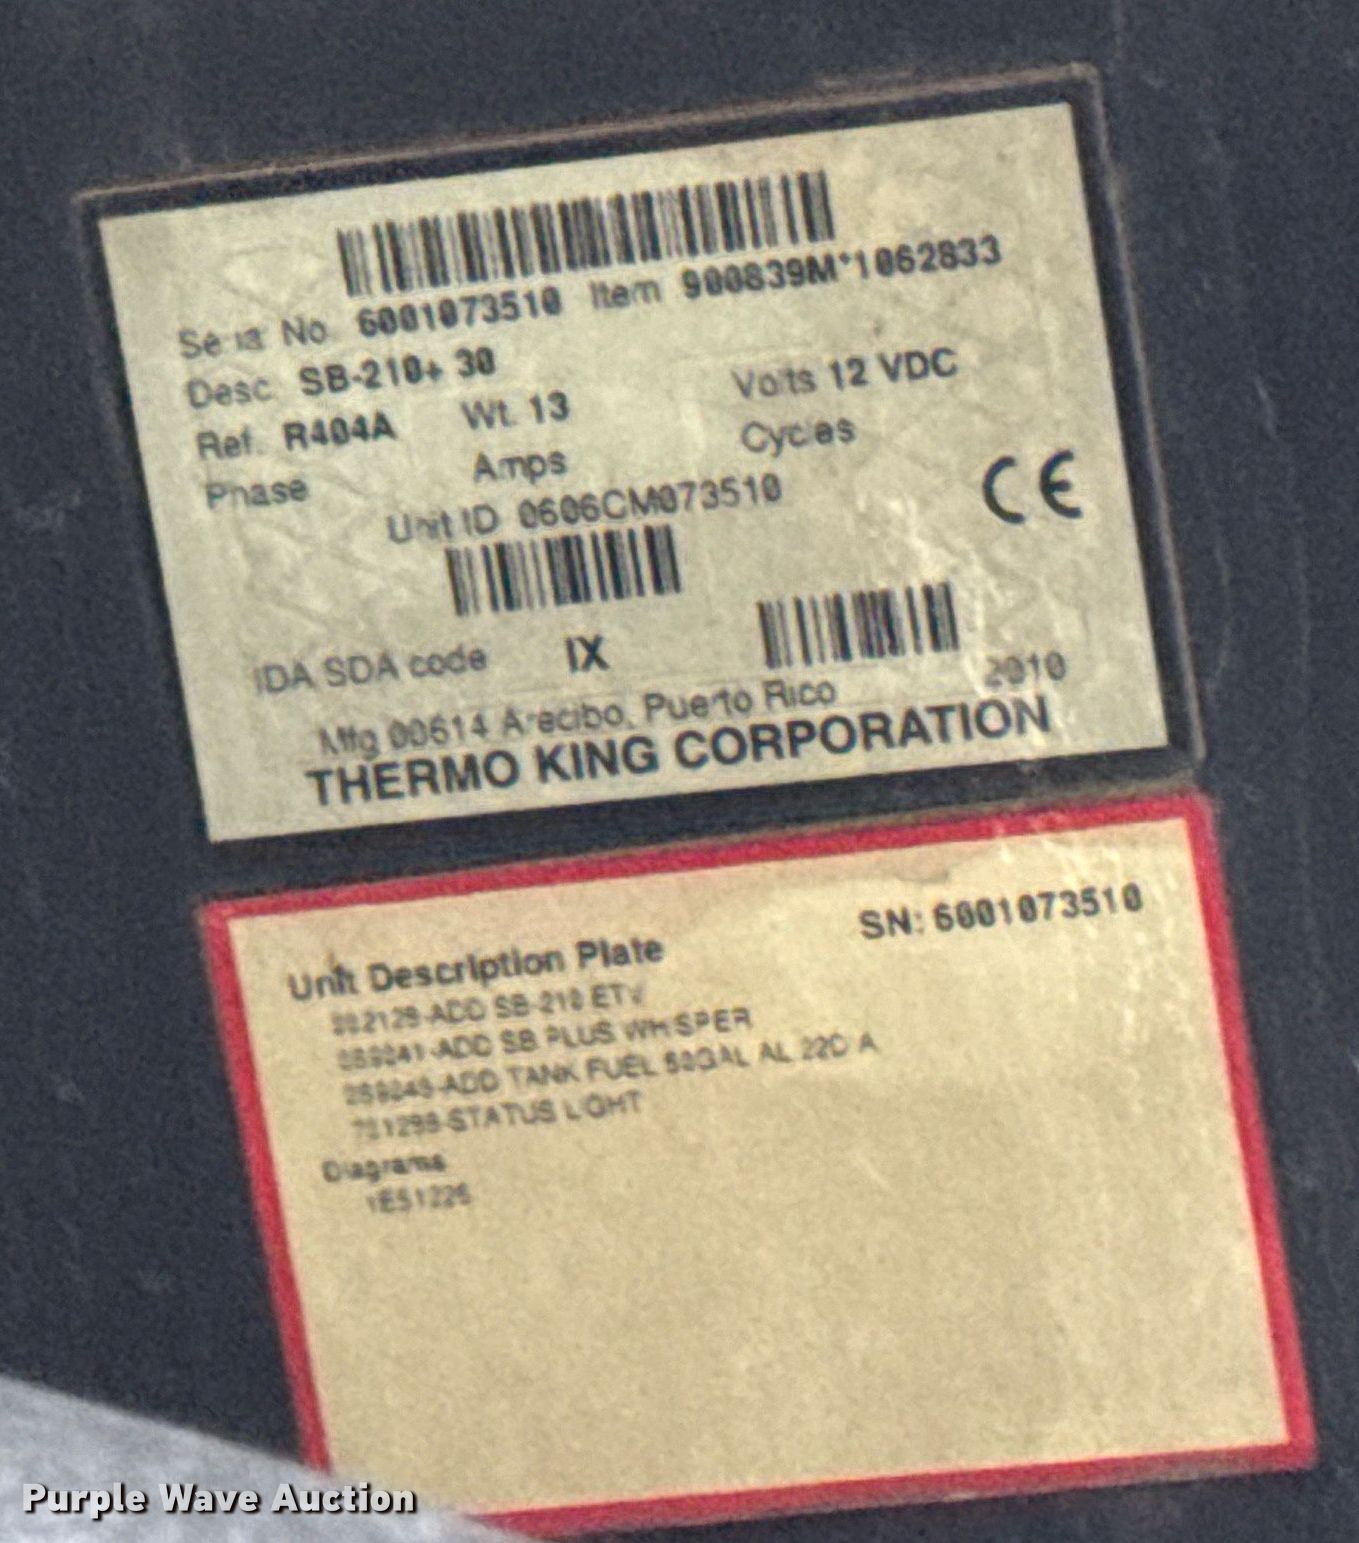 Serial No. 6001073510 Item 900839M*1062833
Desc. SB-210+ 30
Ref. R404A Wt. 13 Volts 12 VDC
Phase Amps Cycles
Unit ID 0606CM073510
CE
IDA SDA code IX
2010
Mfg 00614 Arecibo, Puerto Rico
THERMO KING CORPORATION
SN: 6001073510
Unit Description Plate
ADD SB-210 ETV
ADD SB PLUS WHISPER
ADD TANK FUEL 50GAL AL 22DIA
STATUS LIGHT
Diagrams
Purple Wave Auction